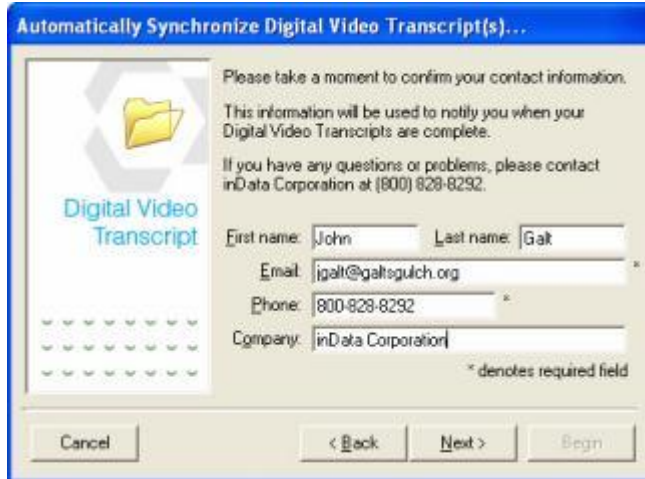 Automatically Synchronize Digital Video Transcript(s)...
Please take a moment to confirm your contact information.
This information will be used to notify you when your
Digital Video Transcripts are complete.
If you have any questions or problems, please contact
inData Corporation at (800) 828-8292.
Digital Video
Transcript
First name: John Last name: Galt
Email: jgalt@galtsgulch.org *
Phone: 800-828-8292 *
Company: inData Corporation
* denotes required field
Cancel < Back Next > Begin